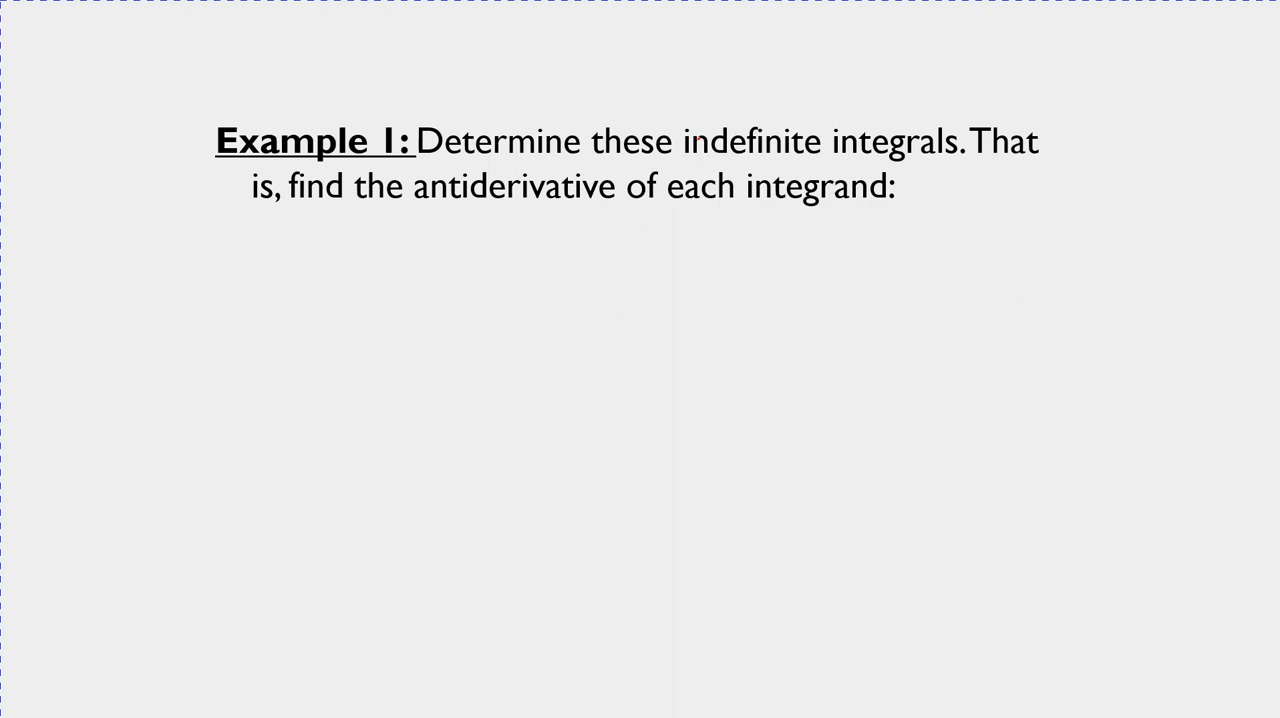 Example 1: Determine these indefinite integrals. That
is, find the antiderivative of each integrand: